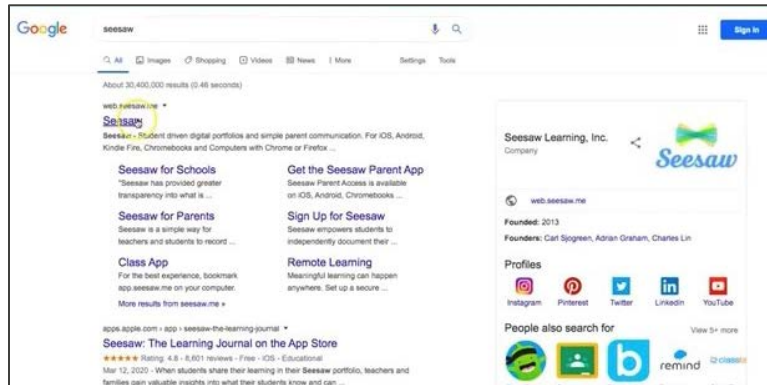 Google
seesaw
Sign in
All Images Shopping Videos News More Settings Tools
About 30,400,000 results (0.46 seconds)
web.seesaw.me
Seesaw
Seesaw - Student driven digital portfolios and simple parent communication. For iOS, Android,
Kindle Fire, Chromebooks and Computers with Chrome or Firefox ...
Seesaw for Schools
"Seesaw has provided greater
transparency into what is ...
Get the Seesaw Parent App
Seesaw Parent Access is available
on iOS, Android, Chromebooks ...
Seesaw for Parents
Seesaw is a simple way for
teachers and students to record ...
Sign Up for Seesaw
Seesaw empowers students to
independently document their ...
Class App
For the best experience, bookmark
app.seesaw.me on your computer.
Remote Learning
Meaningful learning can happen
anywhere. Set up a secure ...
More results from seesaw.me »
apps.apple.com › app › seesaw-the-learning-journal
Seesaw: The Learning Journal on the App Store
Rating: 4.8 - 8,601 reviews - Free - iOS - Educational
Mar 12, 2020 - When students share their learning in their Seesaw portfolio, teachers and
families gain valuable insights into what their students know and can ...
Seesaw Learning, Inc.
Company
Seesaw
web.seesaw.me
Founded: 2013
Founders: Carl Sjogreen, Adrian Graham, Charles Lin
Profiles
Instagram Pinterest Twitter LinkedIn YouTube
People also search for
View 5+ more
b remind